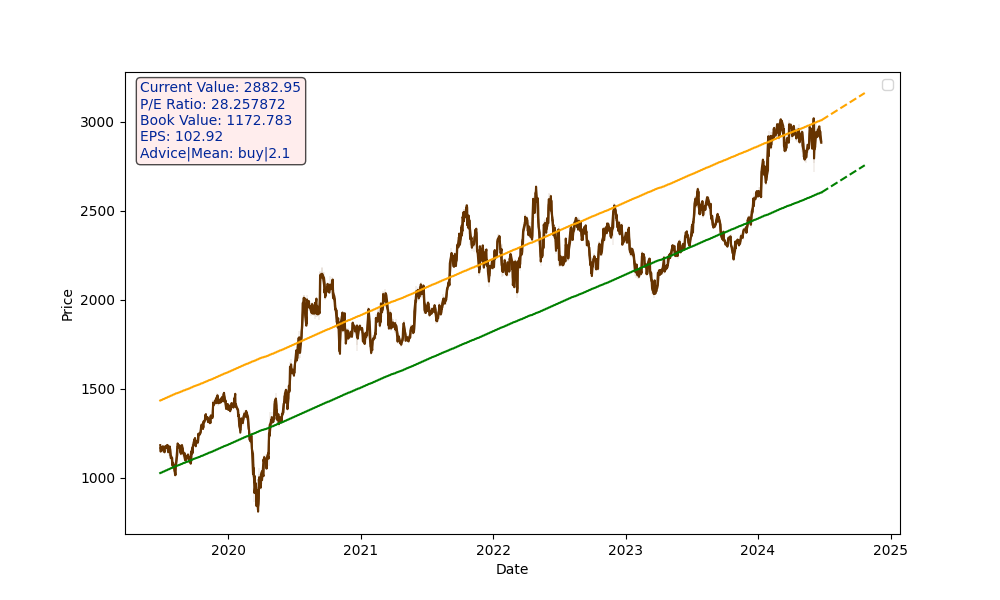 Current Value: 2882.95
P/E Ratio: 28.257872
Book Value: 1172.783
EPS: 102.92
Advice|Mean: buy|2.1
3000
2500
2000
1500
1000
Price
2020
2021
2022
2023
2024
2025
Date